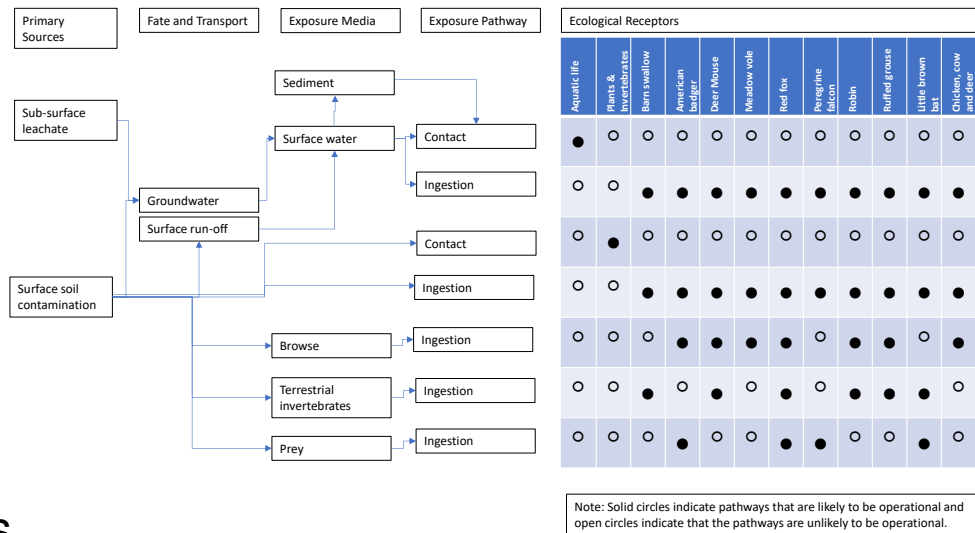 Primary
Sources
Fate and Transport
Exposure Media
Exposure Pathway
Ecological Receptors
Aquatic life
Plants &
Invertebrates
Barn swallow
American
badger
Deer Mouse
Meadow vole
Red fox
Peregrine
falcon
Robin
Ruffed grouse
Little brown
bat
Chicken, cow
and deer
Sediment
Sub-surface
leachate
Surface water
Contact
Ingestion
Groundwater
Surface run-off
Contact
Surface soil
contamination
Ingestion
Browse
Ingestion
Terrestrial
invertebrates
Ingestion
Prey
Ingestion
Note: Solid circles indicate pathways that are likely to be operational and
open circles indicate that the pathways are unlikely to be operational.